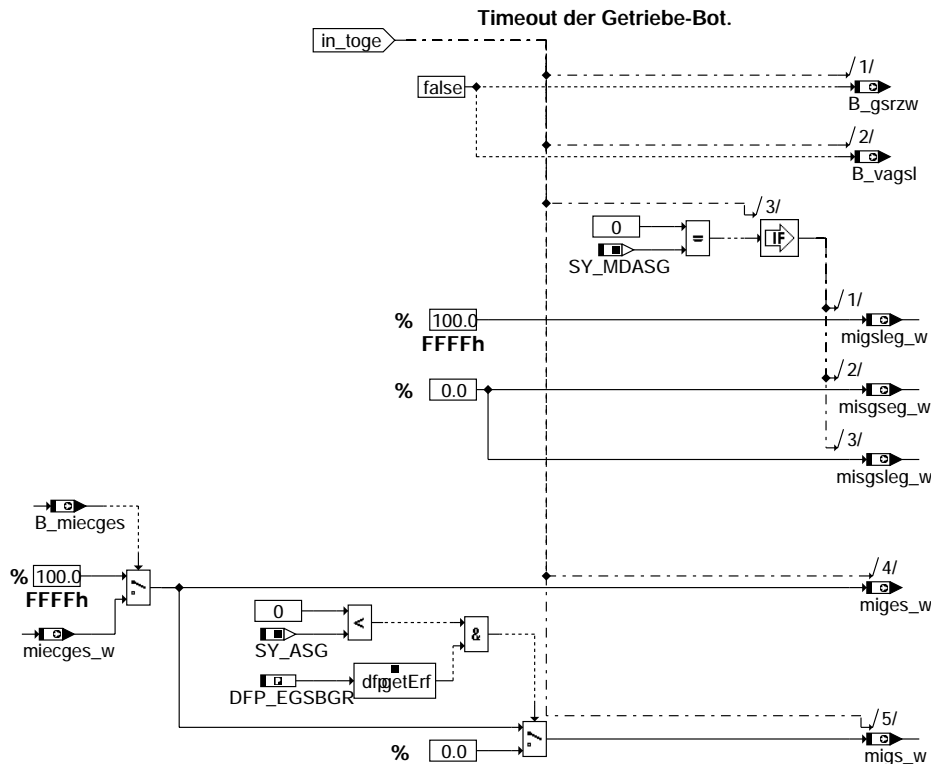 Timeout der Getriebe-Bot.
in_toge
/1/
false
B_gsrzw
/2/
B_vagsl
/3/
0
=
IF
SY_MDASG
/1/
% 100.0
migsleg_w
FFFFh
/2/
% 0.0
misgseg_w
/3/
misgsleg_w
B_miecges
/4/
% 100.0
FFFFh
miges_w
0
<
&
miecges_w
SY_ASG
dfpgetErf
DFP_EGSBGR
/5/
% 0.0
migs_w